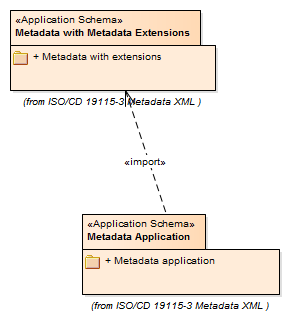 «Application Schema»
Metadata with Metadata Extensions
+ Metadata with extensions
(from ISO/CD 19115-3 Metadata XML )
«import»
«Application Schema»
Metadata Application
+ Metadata application
(from ISO/CD 19115-3 Metadata XML )